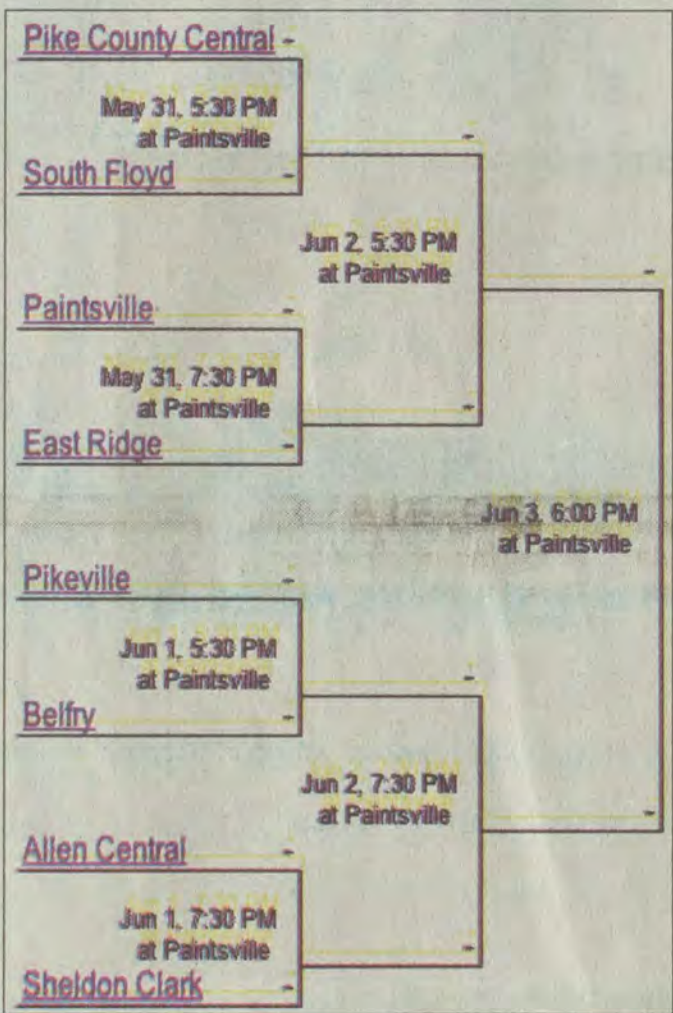 Pike County Central -
May 31, 5:30 PM
at Paintsville
-
South Floyd -
Jun 2, 5:30 PM
at Paintsville
-
Paintsville -
May 31, 7:30 PM
at Paintsville
-
East Ridge -
Jun 3, 6:00 PM
at Paintsville
Pikeville -
Jun 1, 5:30 PM
at Paintsville
-
Belfry -
Jun 2, 7:30 PM
at Paintsville
-
Allen Central -
Jun 1, 7:30 PM
at Paintsville
-
Sheldon Clark -